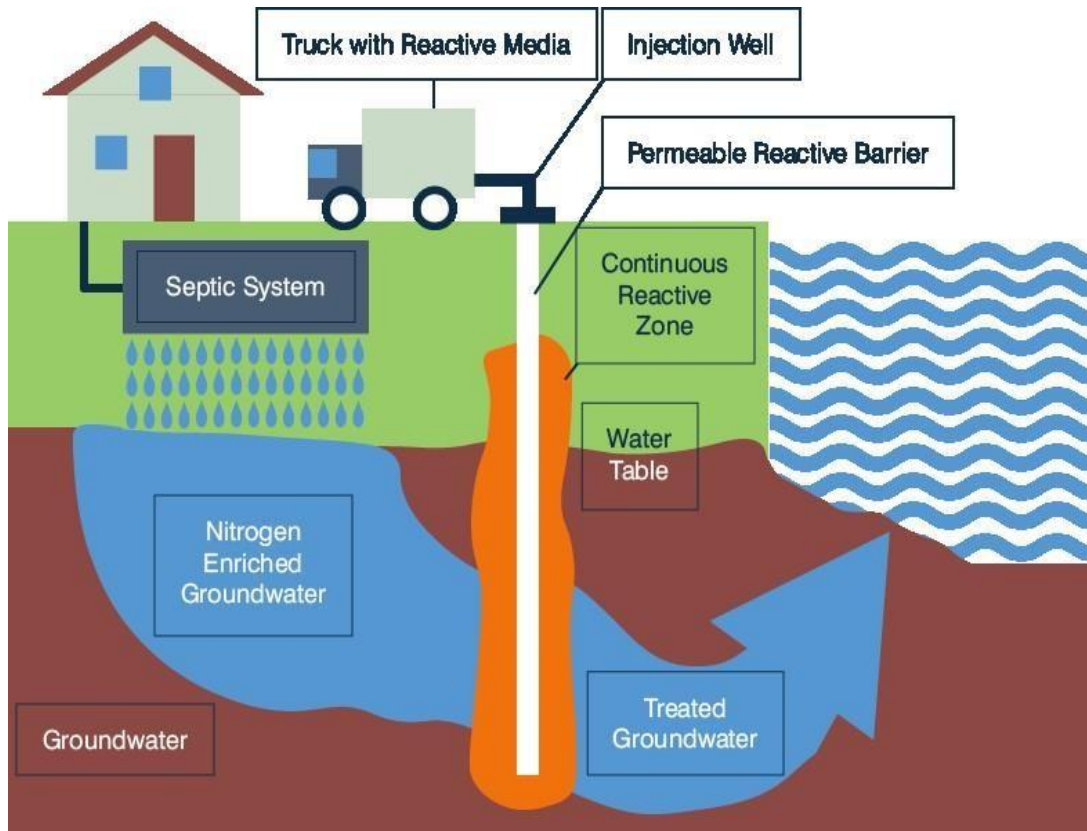 Truck with Reactive Media
Injection Well
Permeable Reactive Barrier
Septic System
Continuous
Reactive
Zone
Water
Table
Nitrogen
Enriched
Groundwater
Treated
Groundwater
Groundwater